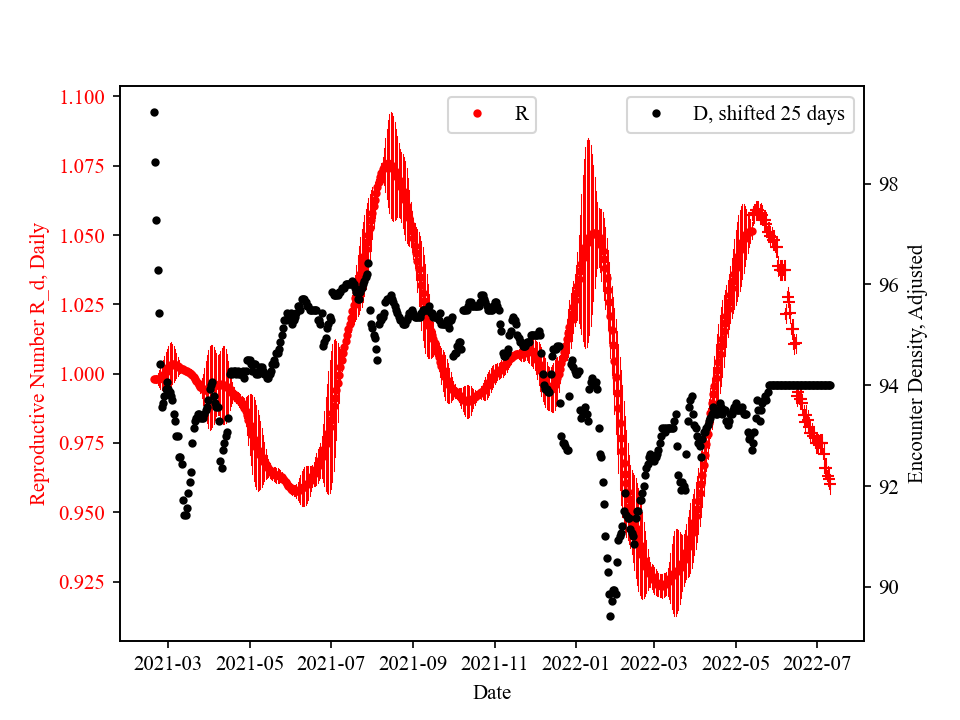 R
D, shifted 25 days
Reproductive Number R_d, Daily
1.100
1.075
1.050
1.025
1.000
0.975
0.950
0.925
98
96
94
92
90
Encounter Density, Adjusted
2021-03 2021-05 2021-07 2021-09 2021-11 2022-01 2022-03 2022-05 2022-07
Date